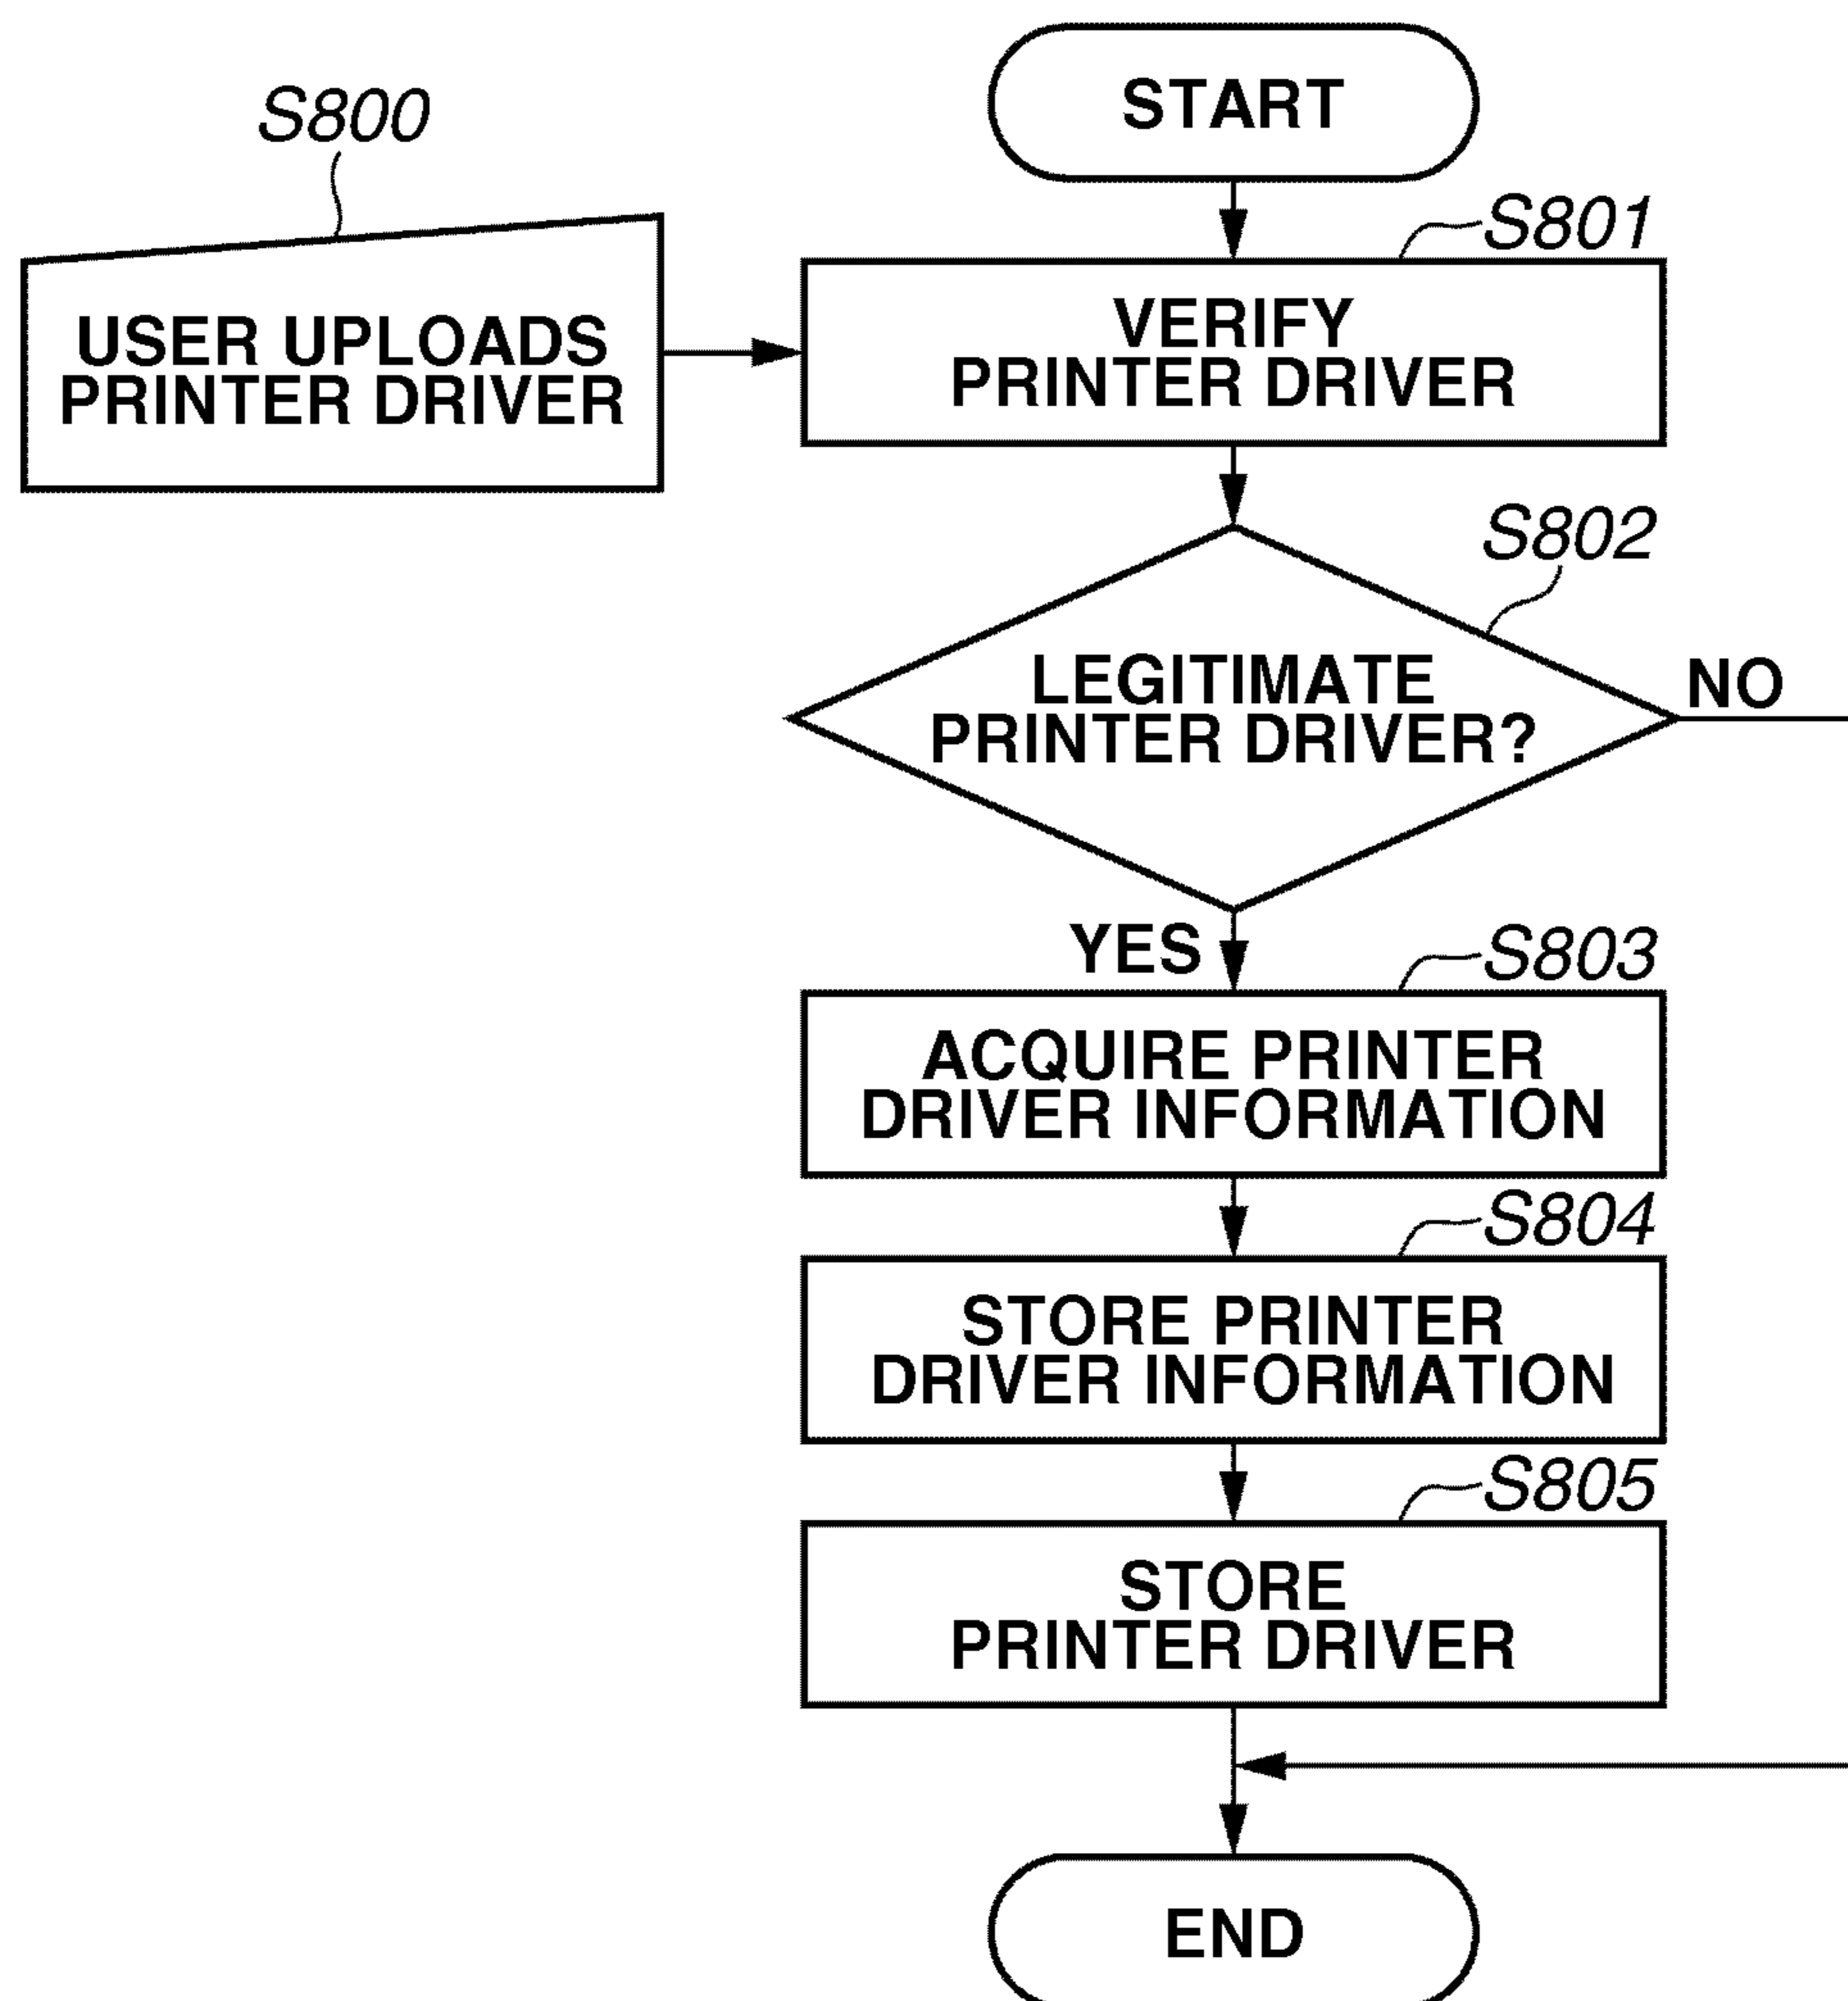 START
S800
S801
USER UPLOADS
PRINTER DRIVER
VERIFY
PRINTER DRIVER
S802
LEGITIMATE
PRINTER DRIVER?
NO
YES
S803
ACQUIRE PRINTER
DRIVER INFORMATION
S804
STORE PRINTER
DRIVER INFORMATION
S805
STORE
PRINTER DRIVER
END